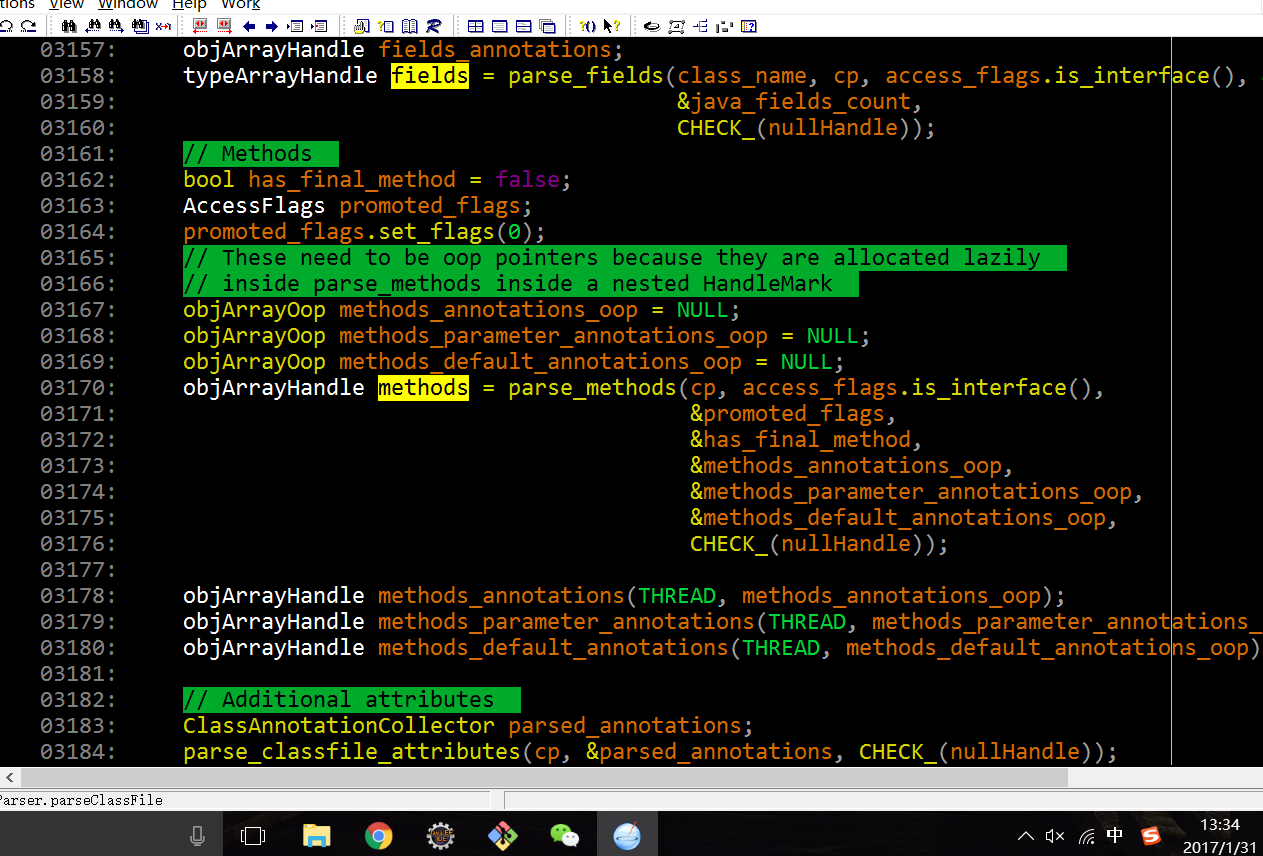 tions View Window Help Work
03157: objArrayHandle fields_annotations;
03158: typeArrayHandle fields = parse_fields(class_name, cp, access_flags.is_interface(),
03159: &java_fields_count,
03160: CHECK_(nullHandle));
03161: // Methods
03162: bool has_final_method = false;
03163: AccessFlags promoted_flags;
03164: promoted_flags.set_flags(0);
03165: // These need to be oop pointers because they are allocated lazily
03166: // inside parse_methods inside a nested HandleMark
03167: objArrayOop methods_annotations_oop = NULL;
03168: objArrayOop methods_parameter_annotations_oop = NULL;
03169: objArrayOop methods_default_annotations_oop = NULL;
03170: objArrayHandle methods = parse_methods(cp, access_flags.is_interface(),
03171: &promoted_flags,
03172: &has_final_method,
03173: &methods_annotations_oop,
03174: &methods_parameter_annotations_oop,
03175: &methods_default_annotations_oop,
03176: CHECK_(nullHandle));
03177:
03178: objArrayHandle methods_annotations(THREAD, methods_annotations_oop);
03179: objArrayHandle methods_parameter_annotations(THREAD, methods_parameter_annotations_
03180: objArrayHandle methods_default_annotations(THREAD, methods_default_annotations_oop)
03181:
03182: // Additional attributes
03183: ClassAnnotationCollector parsed_annotations;
03184: parse_classfile_attributes(cp, &parsed_annotations, CHECK_(nullHandle));
Parser.parseClassFile
中
13:34
2017/1/31